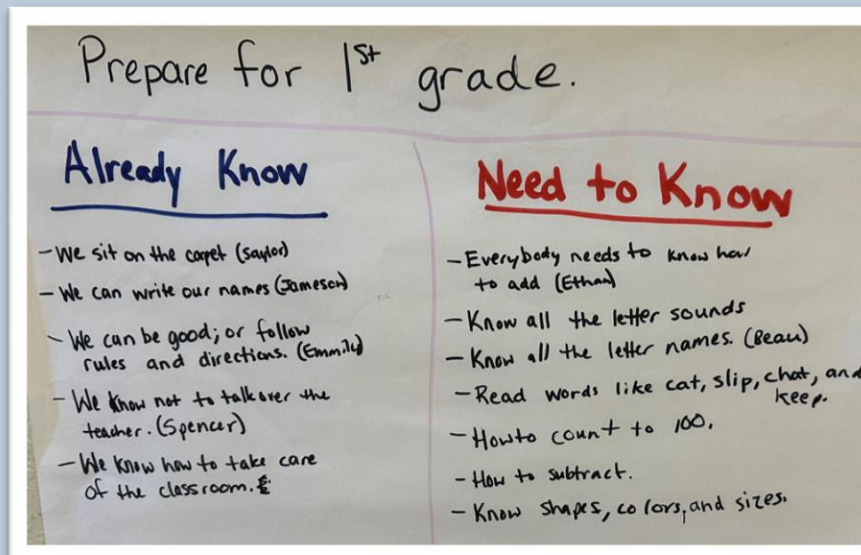 Prepare for 1st grade.
Already Know
- We sit on the carpet (Saylor)
- We can write our names (Jameson)
- We can be good; or follow
rules and directions. (Emmily)
- We know not to talk over the
teacher. (Spencer)
- We know how to take care
of the classroom.
Need to Know
- Everybody needs to know how
to add (Ethan)
- Know all the letter sounds
- Know all the letter names. (Beau)
- Read words like cat, slip, chat, and
keep.
- How to count to 100.
- How to subtract.
- Know shapes, colors, and sizes.